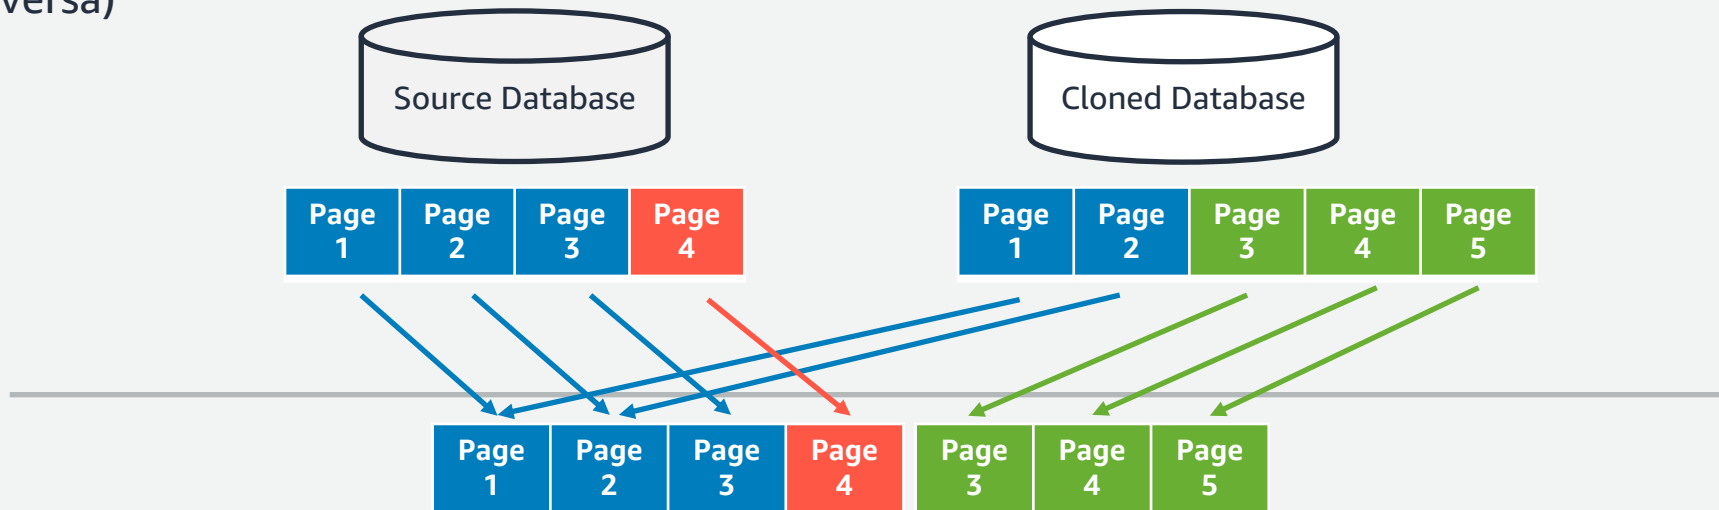 versa)
Source Database
Cloned Database
Page Page Page Page
1 2 3 4
Page Page Page Page Page
1 2 3 4 5
Page Page Page Page Page Page Page
1 2 3 4 3 4 5